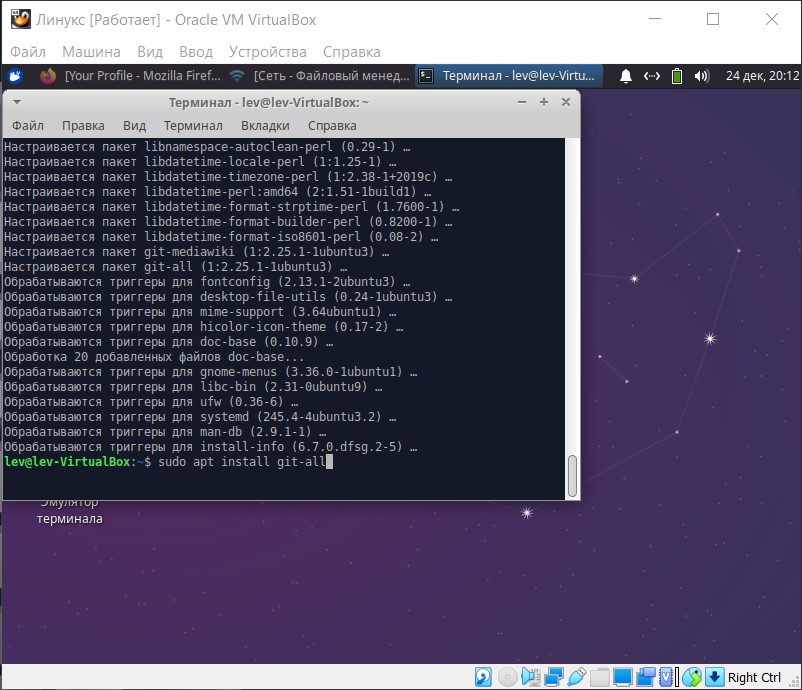 Линукс [Работает] - Oracle VM VirtualBox
Файл Машина Вид Ввод Устройства Справка
[Your Profile - Mozilla Firef... [Сеть - Файловый менед... Терминал - lev@lev-Virtu... 24 дек, 20:12
Терминал - lev@lev-VirtualBox: ~
Файл Правка Вид Терминал Вкладки Справка
Настраивается пакет libnamespace-autoclean-perl (0.29-1) …
Настраивается пакет libdatetime-locale-perl (1:1.25-1) …
Настраивается пакет libdatetime-timezone-perl (1:2.38-1+2019c) …
Настраивается пакет libdatetime-perl:amd64 (2:1.51-1build1) …
Настраивается пакет libdatetime-format-strptime-perl (1.7600-1) …
Настраивается пакет libdatetime-format-builder-perl (0.8200-1) …
Настраивается пакет libdatetime-format-iso8601-perl (0.08-2) …
Настраивается пакет git-mediawiki (1:2.25.1-1ubuntu3) …
Настраивается пакет git-all (1:2.25.1-1ubuntu3) …
Обрабатываются триггеры для fontconfig (2.13.1-2ubuntu3) …
Обрабатываются триггеры для desktop-file-utils (0.24-1ubuntu3) …
Обрабатываются триггеры для mime-support (3.64ubuntu1) …
Обрабатываются триггеры для hicolor-icon-theme (0.17-2) …
Обрабатываются триггеры для doc-base (0.10.9) …
Обработка 20 добавленных файлов doc-base...
Обрабатываются триггеры для gnome-menus (3.36.0-1ubuntu1) …
Обрабатываются триггеры для libc-bin (2.31-0ubuntu9) …
Обрабатываются триггеры для ufw (0.36-6) …
Обрабатываются триггеры для systemd (245.4-4ubuntu3.2) …
Обрабатываются триггеры для man-db (2.9.1-1) …
Обрабатываются триггеры для install-info (6.7.0.dfsg.2-5) …
lev@lev-VirtualBox:~$ sudo apt install git-all
Эмулятор
терминала
Right Ctrl